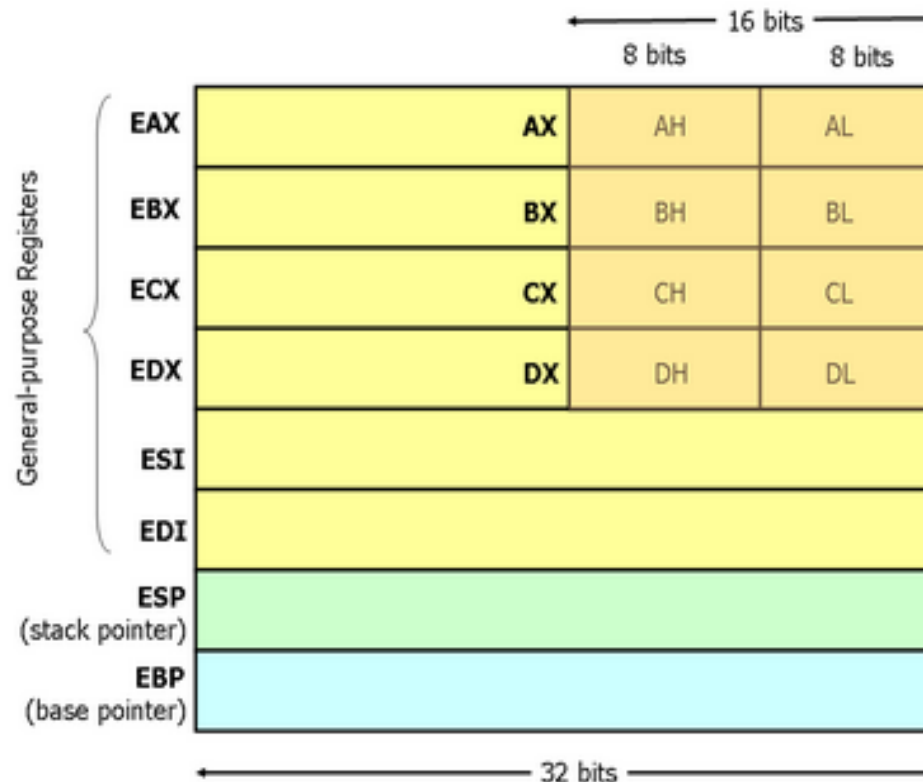 16 bits
8 bits 8 bits
General-purpose Registers
EAX AX AH AL
EBX BX BH BL
ECX CX CH CL
EDX DX DH DL
ESI
EDI
ESP
(stack pointer)
EBP
(base pointer)
32 bits